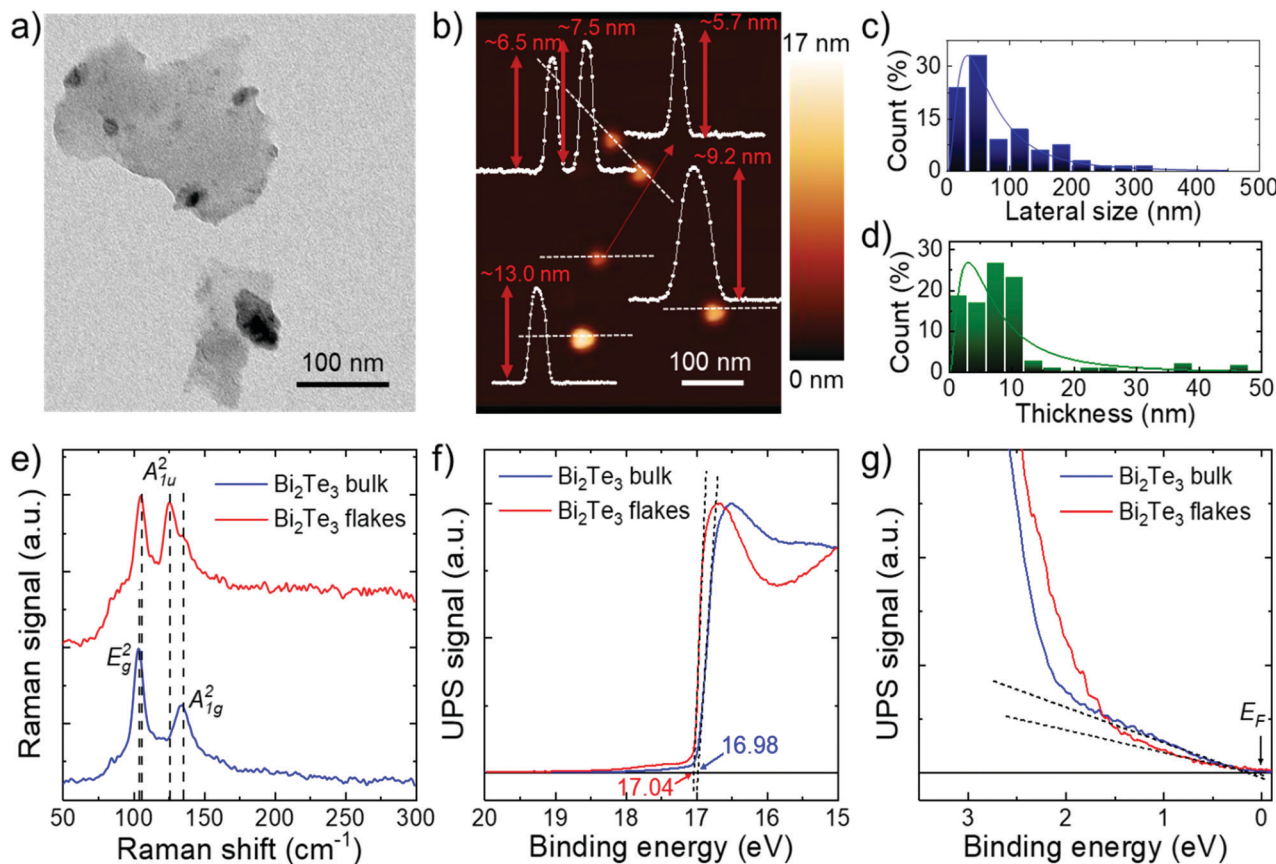 a)
100 nm
b)
~6.5 nm
~7.5 nm
~5.7 nm
~9.2 nm
~13.0 nm
100 nm
17 nm
0 nm
c)
Count (%)
30
15
0
0 100 200 300 400 500
Lateral size (nm)
d)
Count (%)
30
20
10
0
0 10 20 30 40 50
Thickness (nm)
e)
Raman signal (a.u.)
A²1u
Bi₂Te₃ bulk
Bi₂Te₃ flakes
E²g
A²1g
50 100 150 200 250 300
Raman shift (cm⁻¹)
f)
UPS signal (a.u.)
Bi₂Te₃ bulk
Bi₂Te₃ flakes
16.98
17.04
20 19 18 17 16 15
Binding energy (eV)
g)
UPS signal (a.u.)
Bi₂Te₃ bulk
Bi₂Te₃ flakes
E_F
3 2 1 0
Binding energy (eV)